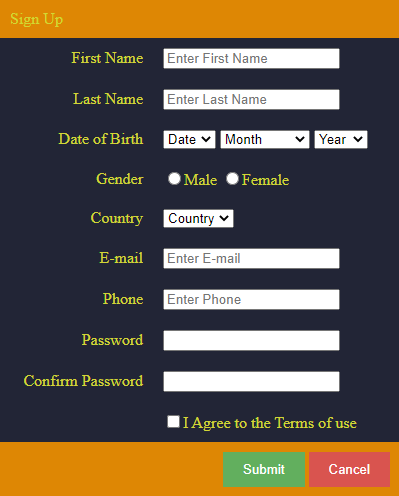 Sign Up
First Name Enter First Name
Last Name Enter Last Name
Date of Birth Date Month Year
Gender Male Female
Country Country
E-mail Enter E-mail
Phone Enter Phone
Password
Confirm Password
I Agree to the Terms of use
Submit Cancel